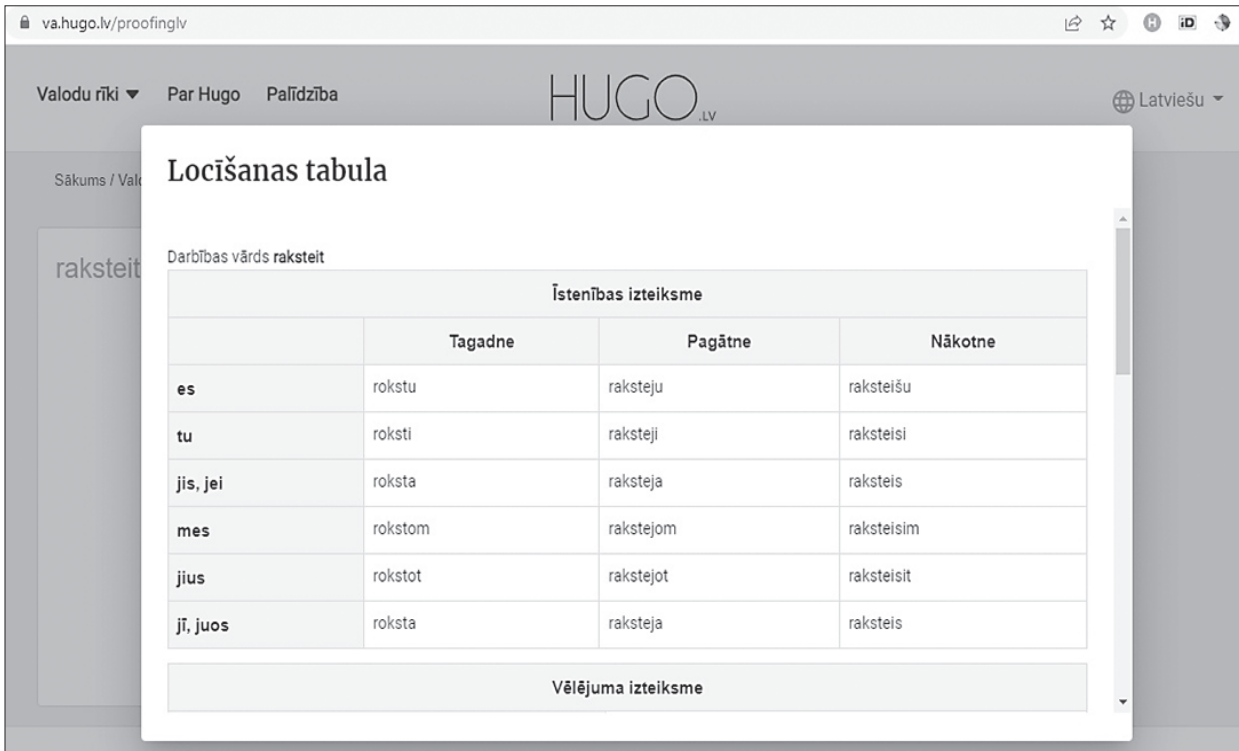 va.hugo.lv/proofinglv
Valodu rīki Par Hugo Palīdzība HUGO.LV Latviešu
Sākums /
Locīšanas tabula
raksteit
Darbības vārds raksteit
Īstenības izteiksme
Tagadne Pagātne Nākotne
es rokstu raksteju raksteišu
tu roksti raksteji raksteisi
jis, jei roksta raksteja raksteis
mes rokstom rakstejom raksteisim
jius rokstot rakstejot raksteisit
jī, juos roksta raksteja raksteis
Vēlējuma izteiksme